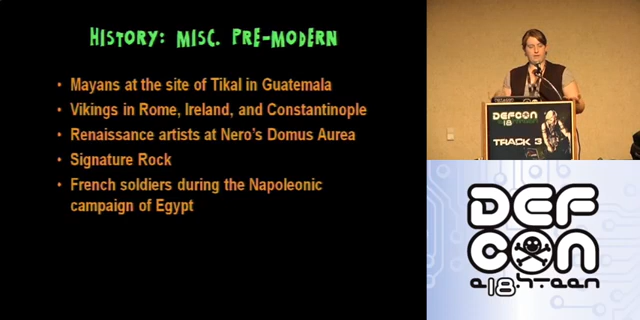 HISTORY: MISC. PRE-MODERN
• Mayans at the site of Tikal in Guatemala
• Vikings in Rome, Ireland, and Constantinople
• Renaissance artists at Nero's Domus Aurea
• Signature Rock
• French soldiers during the Napoleonic
campaign of Egypt
DEFCON
18
TRACK 3
DEF
CON
e18h-teen